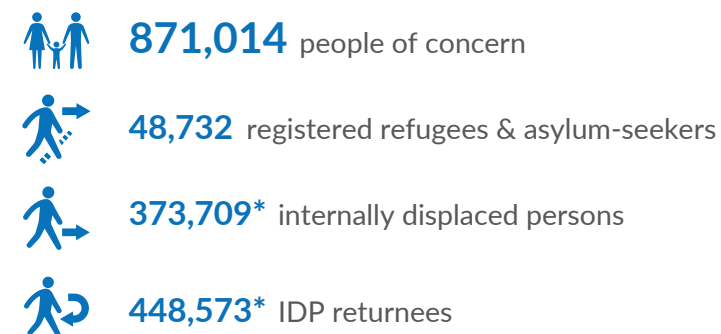 871,014 people of concern
48,732 registered refugees & asylum-seekers
373,709* internally displaced persons
448,573* IDP returnees